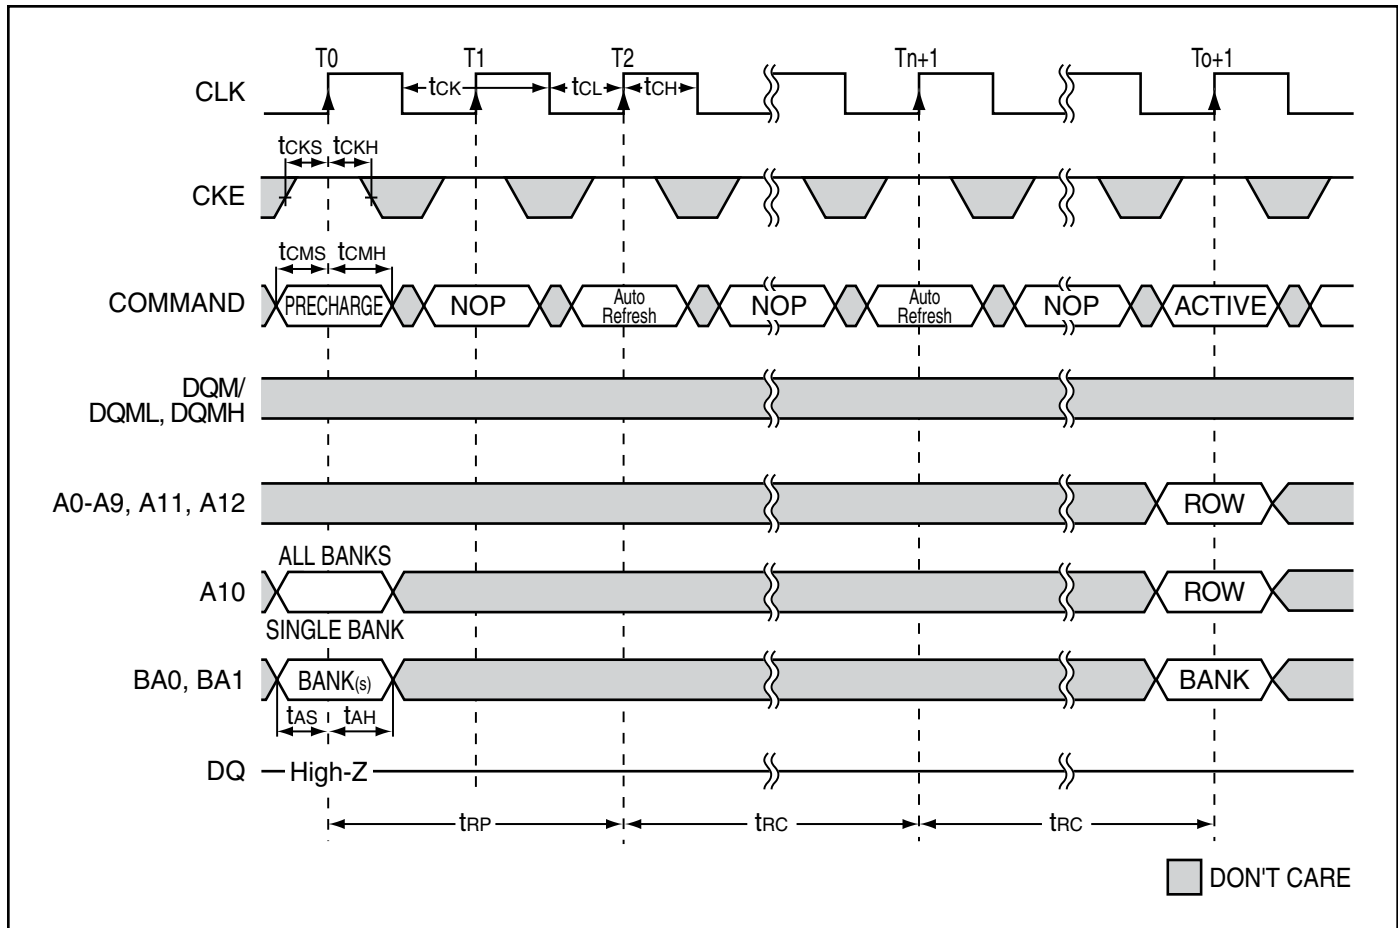 T0 T1 T2 Tn+1 To+1
CLK tCK tCL tCH
tCKS tCKH
CKE
tCMS tCMH
COMMAND PRECHARGE NOP Auto Refresh NOP Auto Refresh NOP ACTIVE
DQM/
DQML, DQMH
A0-A9, A11, A12 ROW
ALL BANKS
A10 ROW
SINGLE BANK
BA0, BA1 BANK(s) BANK
tAS tAH
DQ High-Z
tRP tRC tRC
DON'T CARE